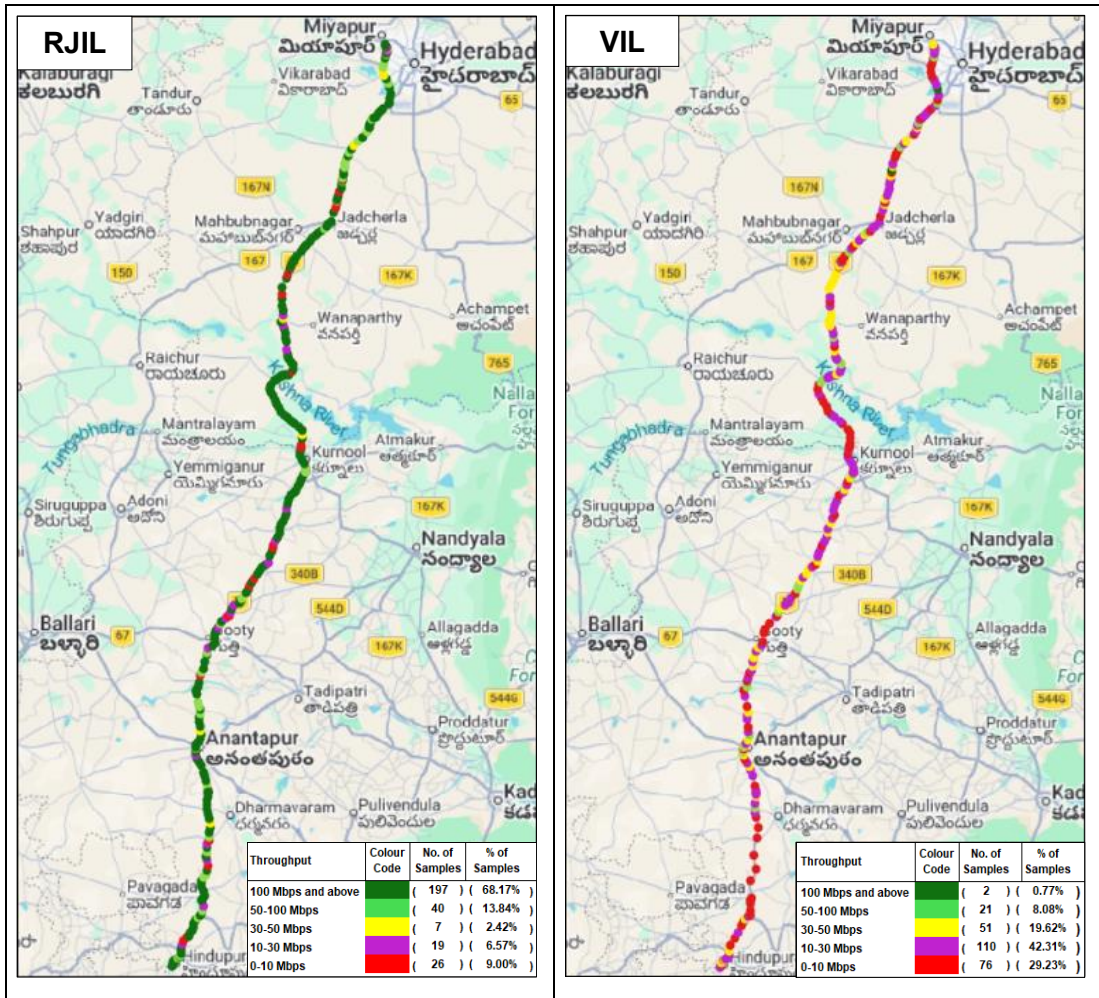 RJIL
Miyapur
మియాపూర్
Hyderabad
హైదరాబాద్
Kalaburagi
ಕಲಬುರಗಿ
Vikarabad
వికారాబాద్
Tandur
తాండూరు
65
167N
Yadgiri
ಯಾದಗಿರಿ
Shahpur
ಶಹಾಪುರ
Mahbubnagar
మహబుబ్‌నగర్
Jadcherla
జడ్చర్ల
150
167
167K
Wanaparthy
వనపర్తి
Achampet
అచంపేట్
Raichur
ರಾಯಚೂರು
765
Krishna River
Nalla
For
Mantralayam
మంత్రాలయం
Tungabhadra
Kurnool
కర్నూలు
Atmakur
ఆత్మకూర్
Yemmiganur
యెమ్మిగనూరు
Siruguppa
ಶಿರುಗುಪ್ಪ
Adoni
ఆదోని
167K
Nandyala
నంద్యాల
340B
544D
Ballari
ಬಳ್ಳಾರಿ
67
ooty
త్తి
Allagadda
ఆళ్లగడ్డ
167K
Tadipatri
తాడిపత్రి
544G
Proddatur
ప్రొద్దుటూర్
Anantapur
అనంతపురం
Kad
కడప
Dharmavaram
ధర్మవరం
Pulivendula
పులివెందుల
Pavagada
ಪಾವಗಡ
Hindupur
హిందూపురం
Throughput Colour Code No. of Samples % of Samples
100 Mbps and above ( 197 ) ( 68.17% )
50-100 Mbps ( 40 ) ( 13.84% )
30-50 Mbps ( 7 ) ( 2.42% )
10-30 Mbps ( 19 ) ( 6.57% )
0-10 Mbps ( 26 ) ( 9.00% )
VIL
Miyapur
మియాపూర్
Hyderabad
హైదరాబాద్
Kalaburagi
ಕಲಬುರಗಿ
Vikarabad
వికారాబాద్
Tandur
తాండూరు
65
167N
Yadgiri
ಯಾದಗಿರಿ
Shahpur
ಶಹಾಪುರ
Mahbubnagar
మహబుబ్‌నగర్
Jadcherla
జడ్చర్ల
150
167
167K
Wanaparthy
వనపర్తి
Achampet
అచంపేట్
Raichur
ರಾಯಚೂರು
765
Krishna River
Nalla
For
Mantralayam
మంత్రాలయం
Tungabhadra
Kurnool
కర్నూలు
Atmakur
ఆత్మకూర్
Yemmiganur
యెమ్మిగనూరు
Siruguppa
ಶಿರುಗುಪ್ಪ
Adoni
ఆదోని
167K
Nandyala
నంద్యాల
340B
544D
Ballari
ಬಳ್ಳಾರಿ
67
ooty
త్తి
Allagadda
ఆళ్లగడ్డ
167K
Tadipatri
తాడిపత్రి
544G
Proddatur
ప్రొద్దుటూర్
Anantapur
అనంతపురం
Kad
కడప
Dharmavaram
ధర్మవరం
Pulivendula
పులివెందుల
Pavagada
ಪಾವಗಡ
Hindupur
హిందూపురం
Throughput Colour Code No. of Samples % of Samples
100 Mbps and above ( 2 ) ( 0.77% )
50-100 Mbps ( 21 ) ( 8.08% )
30-50 Mbps ( 51 ) ( 19.62% )
10-30 Mbps ( 110 ) ( 42.31% )
0-10 Mbps ( 76 ) ( 29.23% )